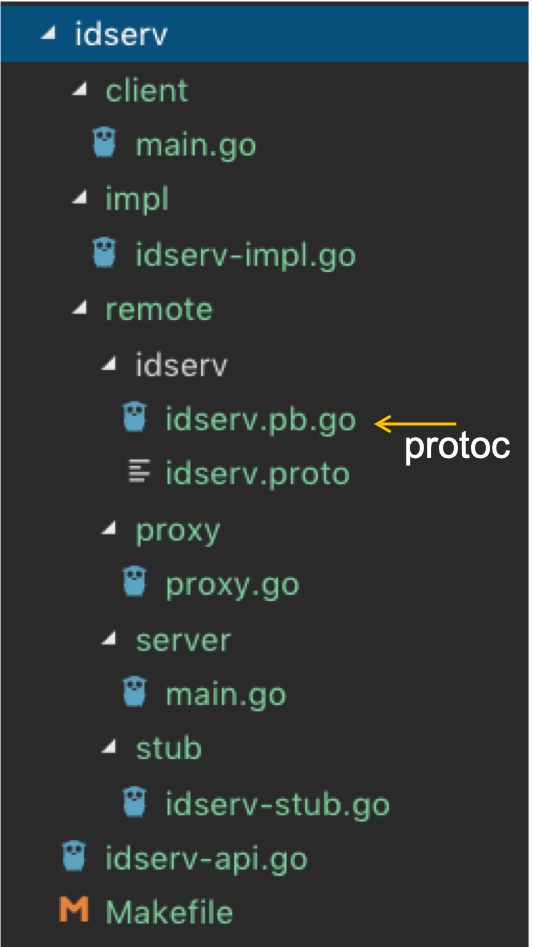 idserv
client
main.go
impl
idserv-impl.go
remote
idserv
idserv.pb.go
protoc
idserv.proto
proxy
proxy.go
server
main.go
stub
idserv-stub.go
idserv-api.go
Makefile